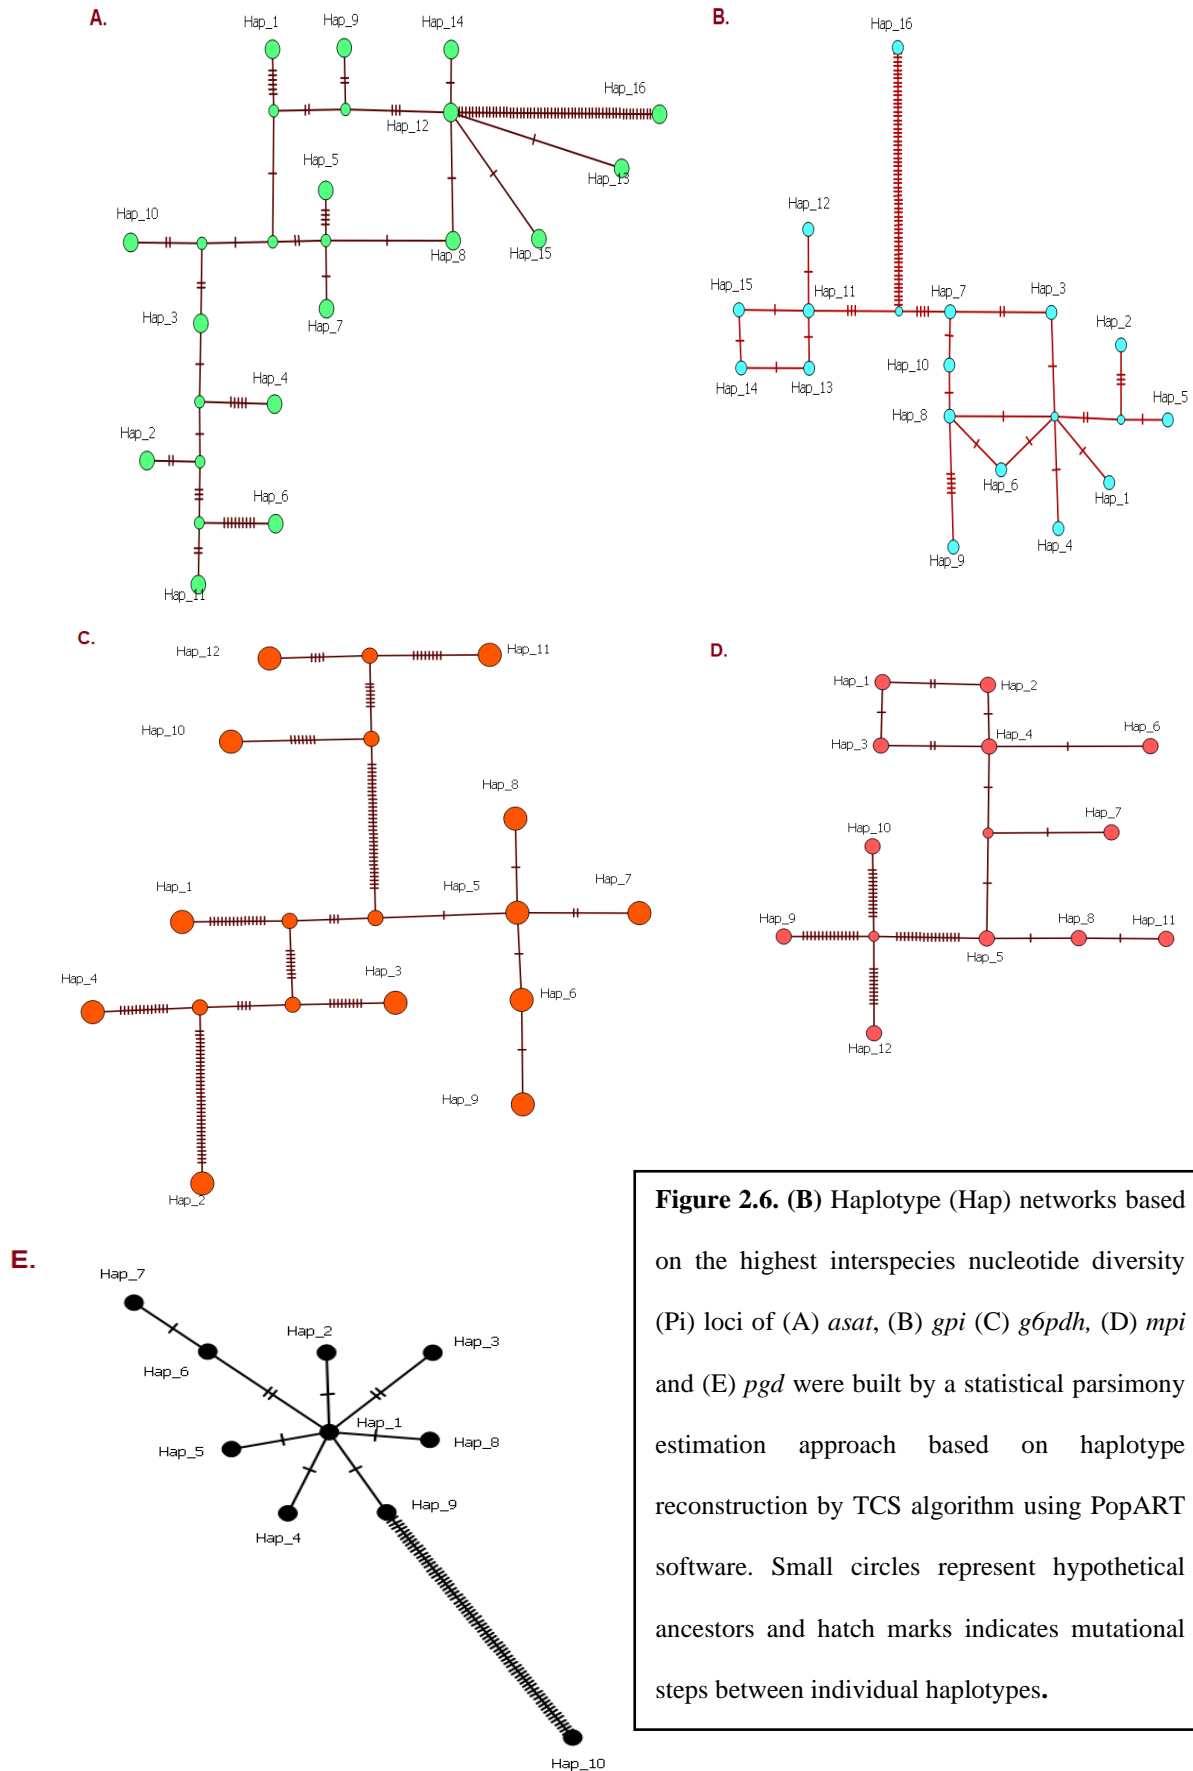 A.
Hap_1
Hap_9
Hap_14
Hap_16
Hap_12
Hap_5
Hap_13
Hap_10
Hap_8
Hap_15
Hap_3
Hap_7
Hap_4
Hap_2
Hap_6
Hap_11
B.
Hap_16
Hap_12
Hap_15
Hap_11
Hap_7
Hap_3
Hap_2
Hap_10
Hap_14
Hap_13
Hap_5
Hap_8
Hap_6
Hap_1
Hap_4
Hap_9
C.
Hap_12
Hap_11
Hap_10
Hap_8
Hap_1
Hap_5
Hap_7
Hap_4
Hap_3
Hap_6
Hap_9
Hap_2
D.
Hap_1
Hap_2
Hap_6
Hap_3
Hap_4
Hap_7
Hap_10
Hap_9
Hap_8
Hap_11
Hap_5
Hap_12
E.
Hap_7
Hap_2
Hap_3
Hap_6
Hap_1
Hap_5
Hap_8
Hap_9
Hap_4
Hap_10
Figure 2.6. (B) Haplotype (Hap) networks based
on the highest interspecies nucleotide diversity
(Pi) loci of (A) asat, (B) gpi (C) g6pdh, (D) mpi
and (E) pgd were built by a statistical parsimony
estimation approach based on haplotype
reconstruction by TCS algorithm using PopART
software. Small circles represent hypothetical
ancestors and hatch marks indicates mutational
steps between individual haplotypes.